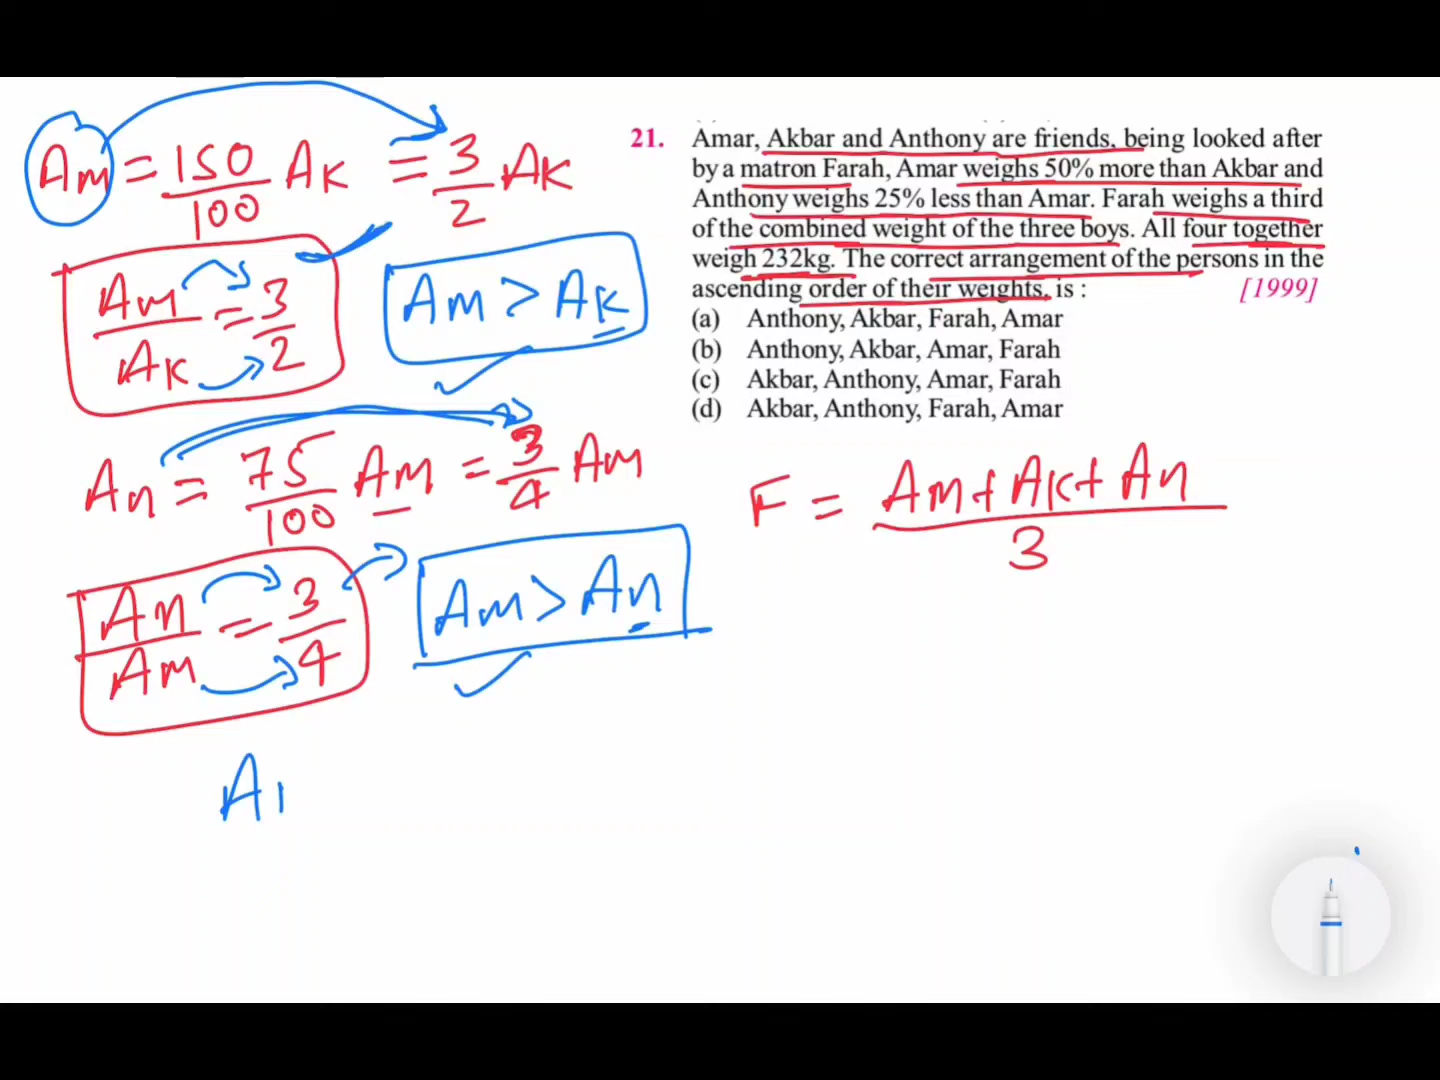 Am = 150/100 Ak = 3/2 Ak
Am/Ak = 3/2
Am > Ak
An = 75/100 Am = 3/4 Am
An/Am = 3/4
Am > An
21. Amar, Akbar and Anthony are friends, being looked after
by a matron Farah, Amar weighs 50% more than Akbar and
Anthony weighs 25% less than Amar. Farah weighs a third
of the combined weight of the three boys. All four together
weigh 232kg. The correct arrangement of the persons in the
ascending order of their weights, is : [1999]
(a) Anthony, Akbar, Farah, Amar
(b) Anthony, Akbar, Amar, Farah
(c) Akbar, Anthony, Amar, Farah
(d) Akbar, Anthony, Farah, Amar
F = Am + Ak + An / 3